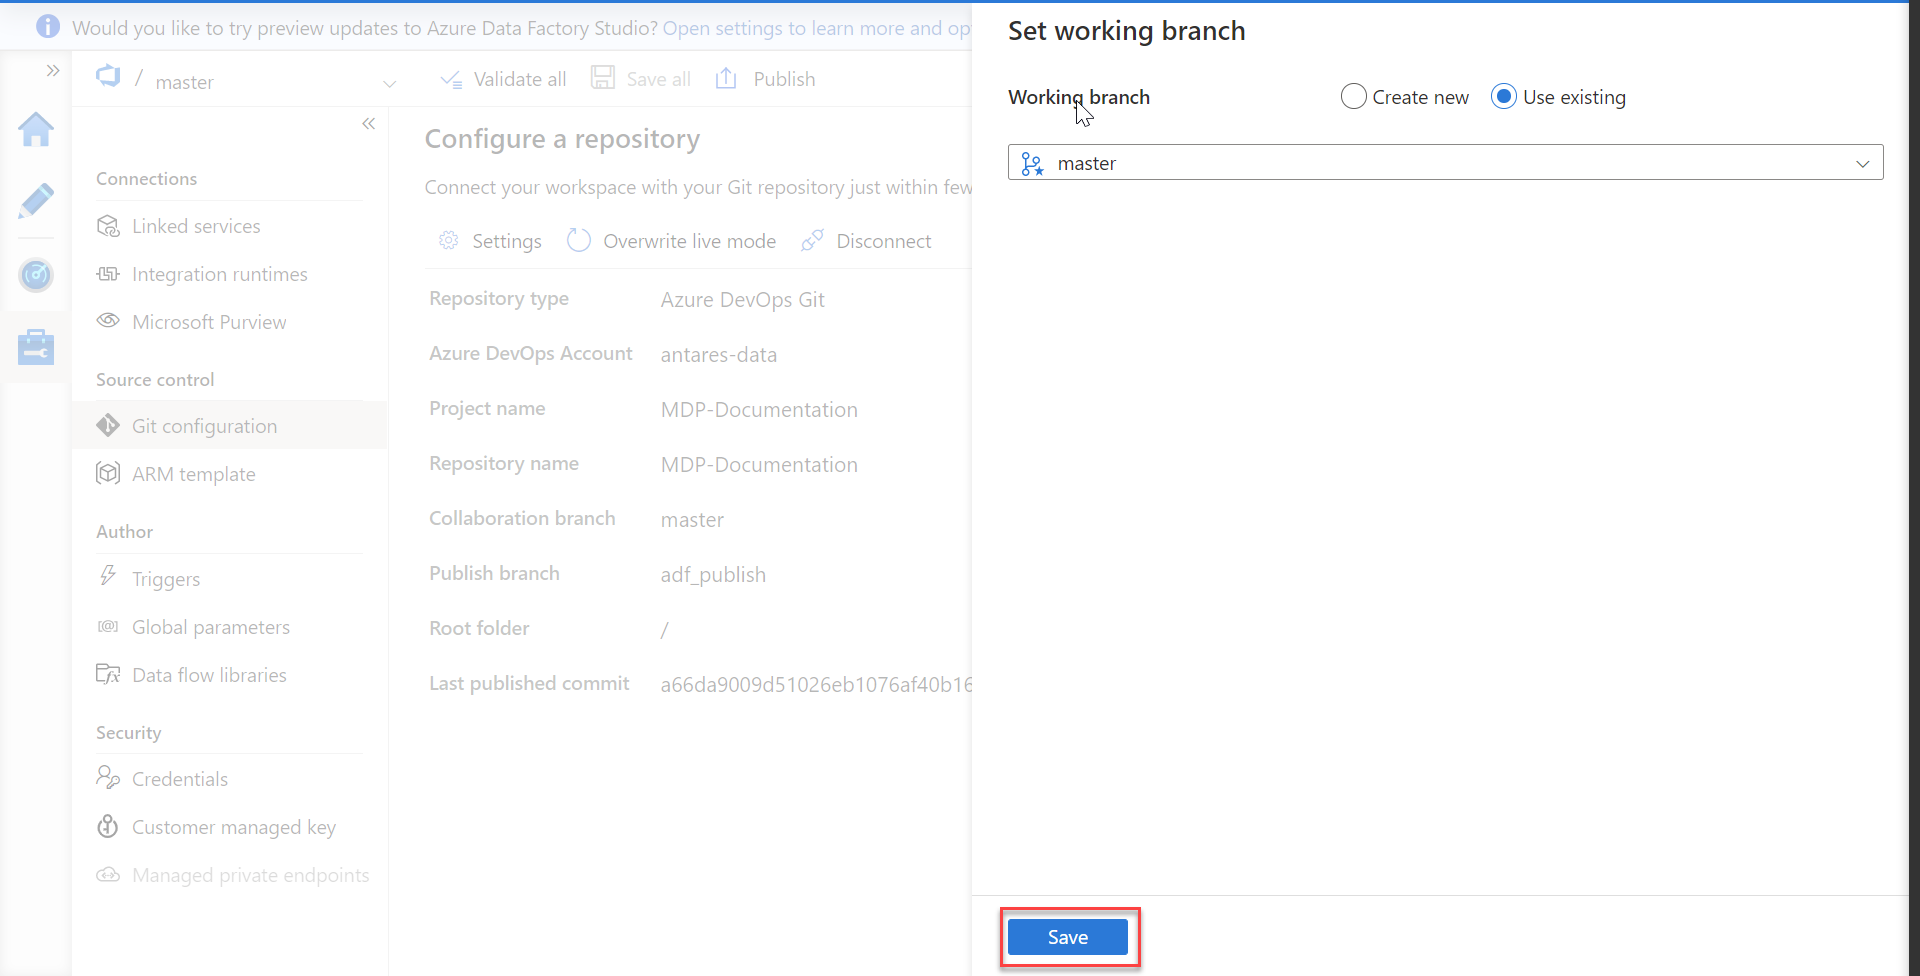 Would you like to try preview updates to Azure Data Factory Studio? Open settings to learn more and op
/ master
Validate all
Save all
Publish
Connections
Linked services
Integration runtimes
Microsoft Purview
Source control
Git configuration
ARM template
Author
Triggers
Global parameters
Data flow libraries
Security
Credentials
Customer managed key
Managed private endpoints
Configure a repository
Connect your workspace with your Git repository just within few
Settings
Overwrite live mode
Disconnect
Repository type Azure DevOps Git
Azure DevOps Account antares-data
Project name MDP-Documentation
Repository name MDP-Documentation
Collaboration branch master
Publish branch adf_publish
Root folder /
Last published commit a66da9009d51026eb1076af40b16
Set working branch
Working branch Create new Use existing
master
Save